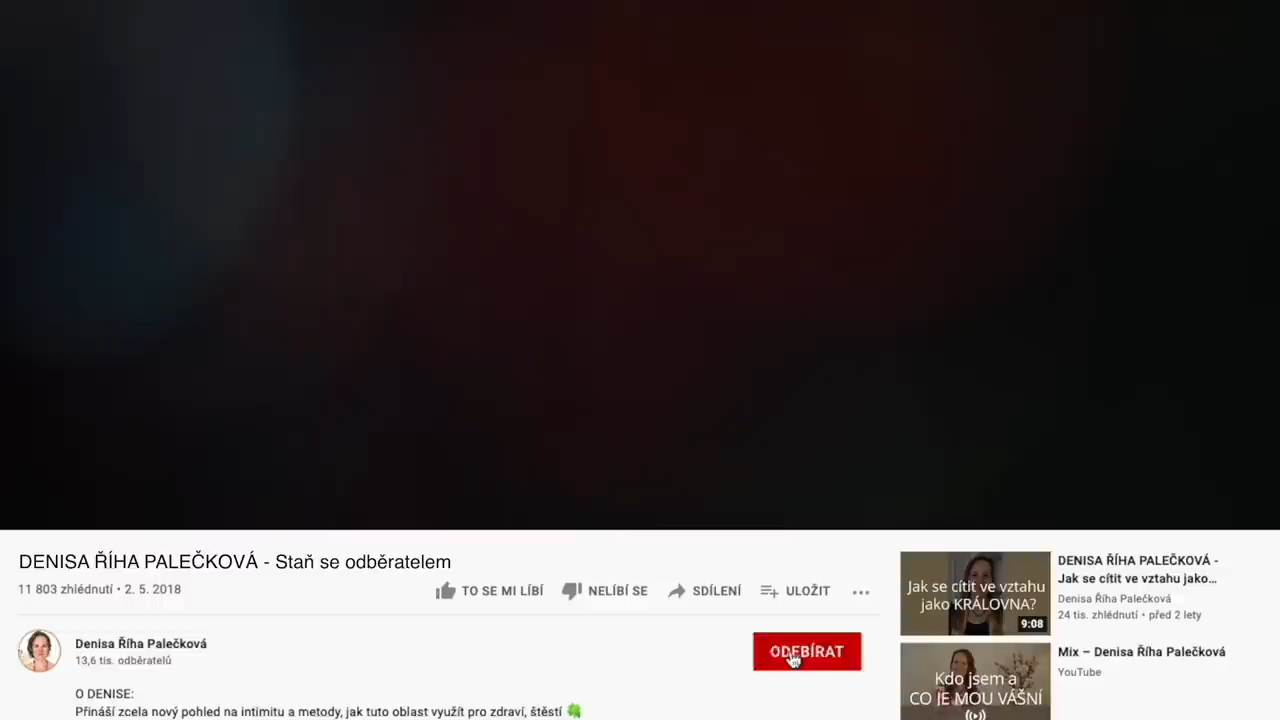 DENISA ŘÍHA PALEČKOVÁ - Staň se odběratelem
11 803 zhlédnutí • 2. 5. 2018
TO SE MI LÍBÍ
NELÍBÍ SE
SDÍLENÍ
ULOŽIT
Denisa Říha Palečková
13,6 tis. odběratelů
ODEBÍRAT
O DENISE:
Přináší zcela nový pohled na intimitu a metody, jak tuto oblast využít pro zdraví, štěstí 🍀
Jak se cítit ve vztahu
jako KRÁLOVNA?
9:08
DENISA ŘÍHA PALEČKOVÁ -
Jak se cítit ve vztahu jako...
Denisa Říha Palečková
24 tis. zhlédnutí • před 2 lety
Kdo jsem a
CO JE MOU VÁŠNÍ
Mix – Denisa Říha Palečková
YouTube